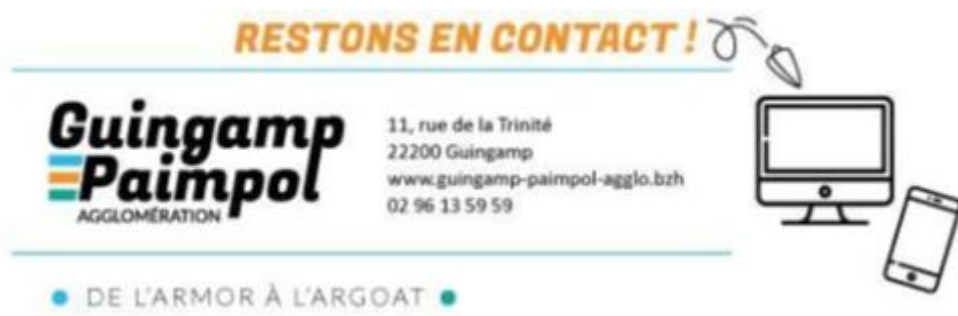 RESTONS EN CONTACT !
Guingamp
Paimpol
AGGLOMÉRATION
11, rue de la Trinité
22200 Guingamp
www.guingamp-paimpol-agglo.bzh
02 96 13 59 59
DE L'ARMOR À L'ARGOAT